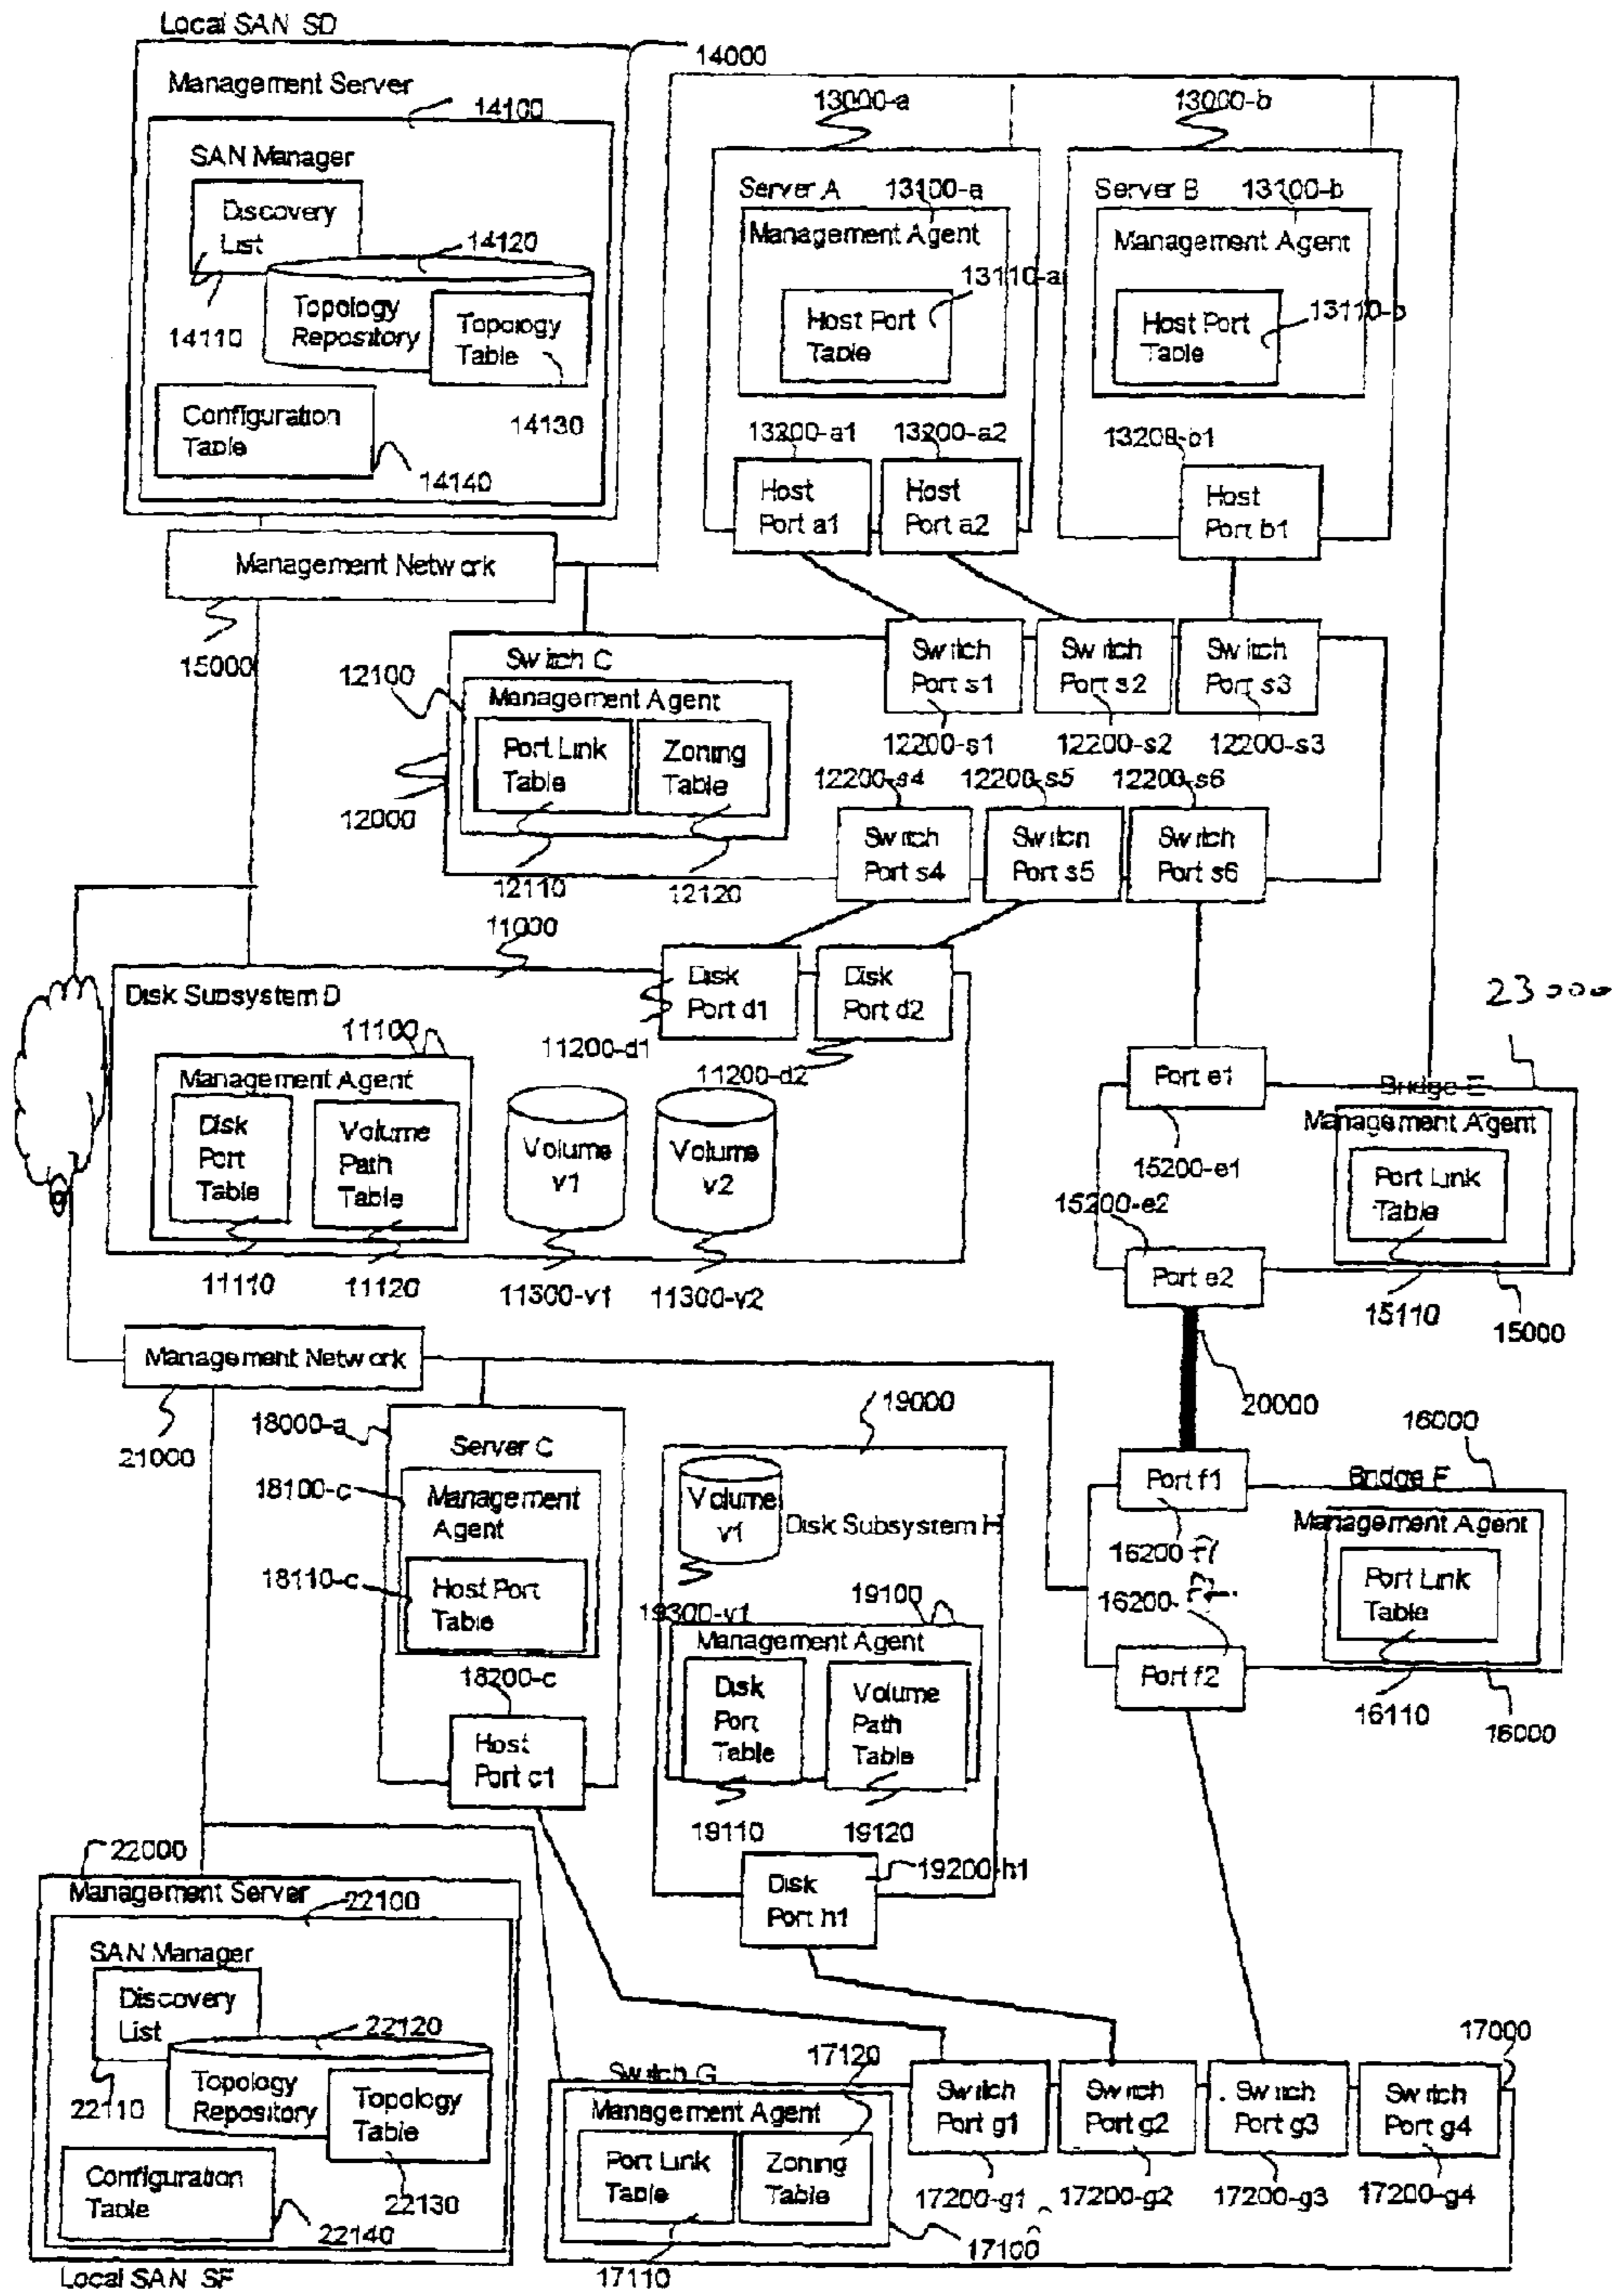 Local SAN SD
14000
Management Server
14100
SAN Manager
Discovery
List
14120
14110
Topology
Repository
Topology
Table
14130
Configuration
Table
14140
13000-a
Server A
13100-a
Management Agent
13110-a
Host Port
Table
13200-a1
13200-a2
Host
Port a1
Host
Port a2
13000-b
Server B
13100-b
Management Agent
13110-b
Host Port
Table
Host
Port b1
Management Network
15000
Switch C
12100
Management Agent
Port Link
Table
Zoning
Table
12000
12110
12120
Switch
Port s1
Switch
Port s2
Switch
Port s3
12200-s1
12200-s2
12200-s3
12200-s4
12200-s5
12200-s6
Switch
Port s4
Switch
Port s5
Switch
Port s6
11000
Disk Subsystem D
Disk
Port d1
Disk
Port d2
11200-d1
11200-d2
11100
Management Agent
Disk
Port
Table
Volume
Path
Table
Volume
v1
Volume
v2
11110
11120
11300-v1
11300-v2
23000
Port e1
Bridge E
Management Agent
Port Link
Table
15200-e1
15200-e2
Port e2
15110
15000
20000
Management Network
21000
18000-a
Server C
18100-c
Management
Agent
18110-c
Host Port
Table
18200-c
Host
Port c1
19000
Volume
v1
Disk Subsystem H
19300-v1
19100
Management Agent
Disk
Port
Table
Volume
Path
Table
19110
19120
19200-h1
Disk
Port h1
16000
Port f1
Bridge F
Management Agent
Port Link
Table
16200-f1
16200-f2
Port f2
16110
16000
22000
Management Server
22100
SAN Manager
Discovery
List
22120
22110
Topology
Repository
Topology
Table
22130
Configuration
Table
22140
Local SAN SF
Switch G
17120
17000
Management Agent
Port Link
Table
Zoning
Table
17110
17100
Switch
Port g1
Switch
Port g2
Switch
Port g3
Switch
Port g4
17200-g1
17200-g2
17200-g3
17200-g4